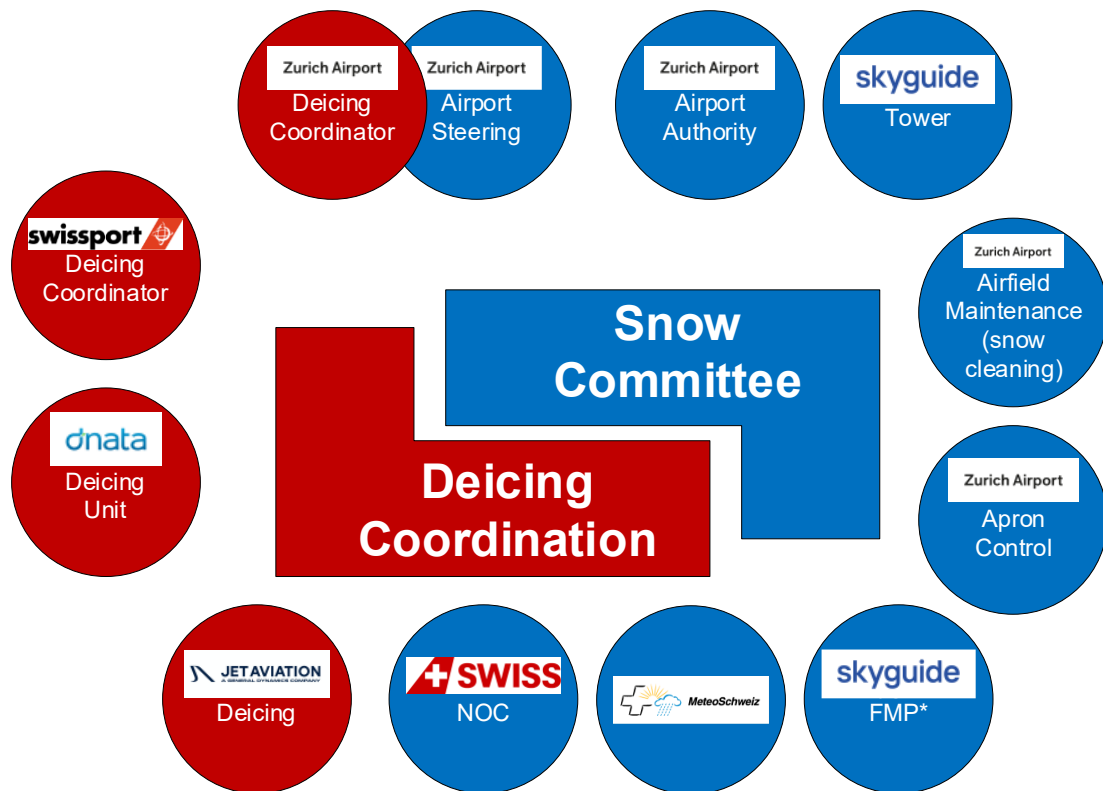 Zurich Airport
Deicing
Coordinator
Zurich Airport
Airport
Steering
Zurich Airport
Airport
Authority
skyguide
Tower
swissport
Deicing
Coordinator
Zurich Airport
Airfield
Maintenance
(snow
cleaning)
Snow
Committee
dnata
Deicing
Unit
Deicing
Coordination
Zurich Airport
Apron
Control
JET AVIATION
A GENERAL DYNAMICS COMPANY
Deicing
SWISS
NOC
MeteoSchweiz
skyguide
FMP*